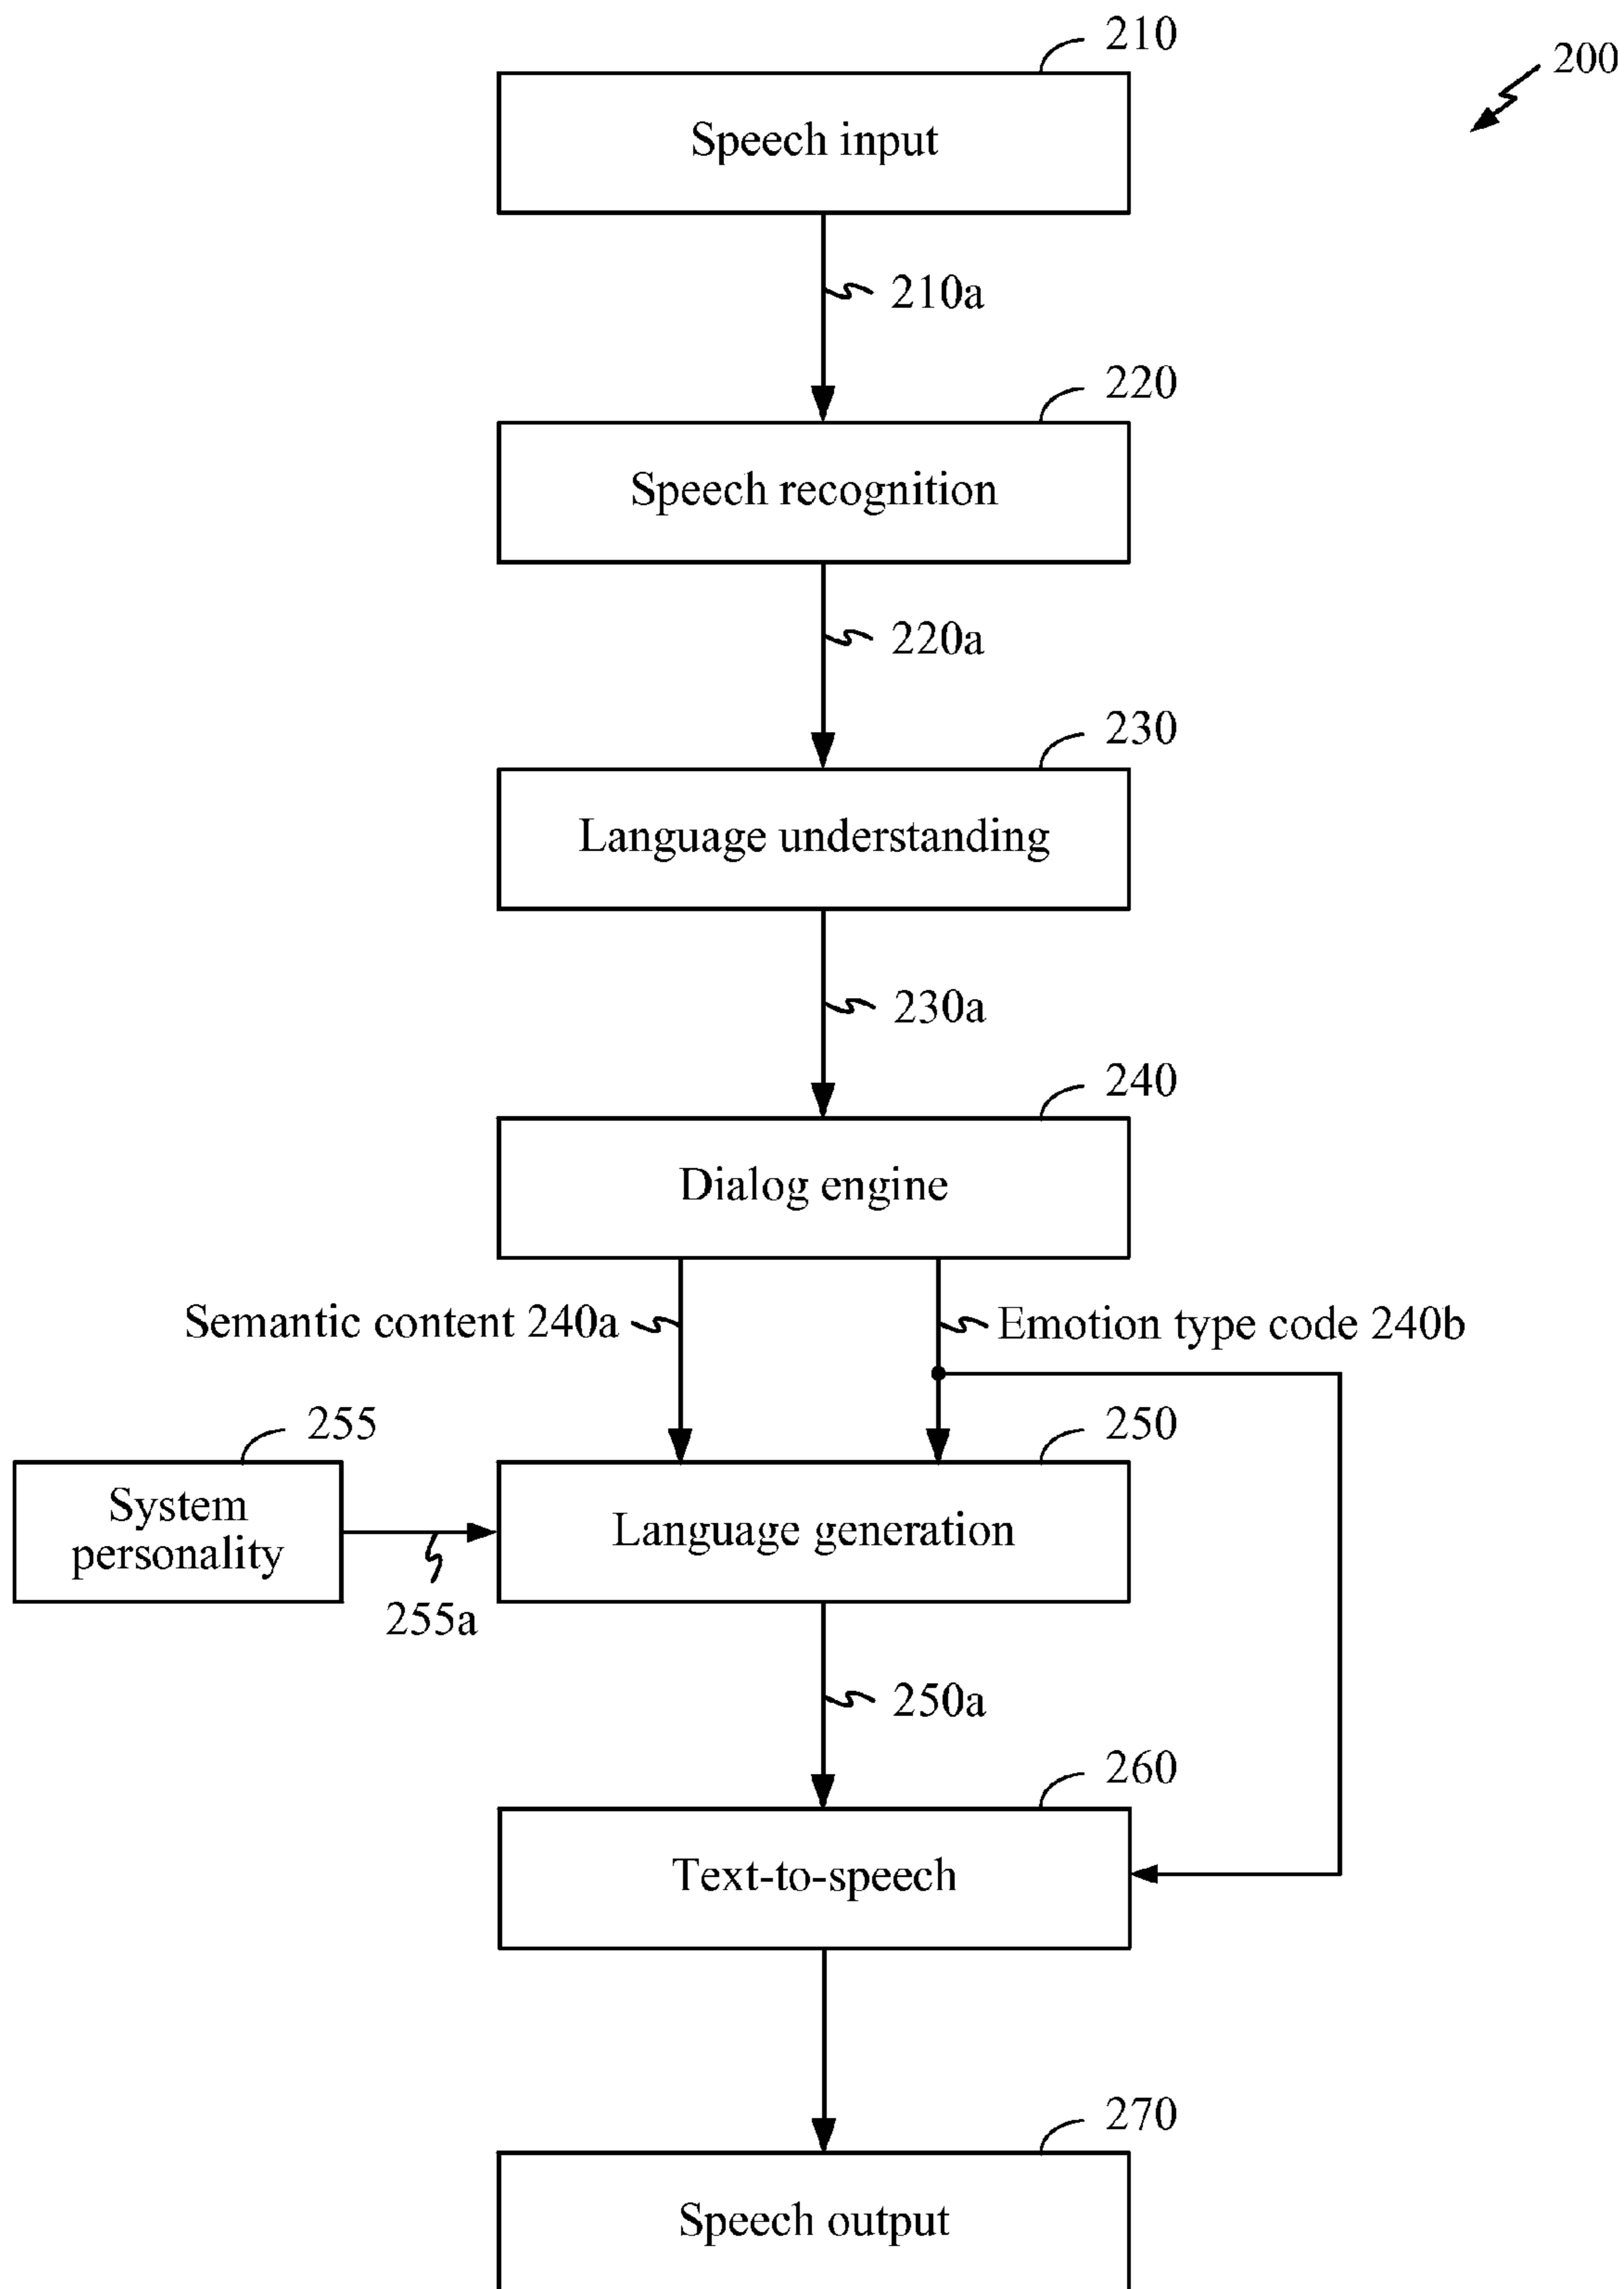 210
200
Speech input
210a
220
Speech recognition
220a
230
Language understanding
230a
240
Dialog engine
Semantic content 240a
Emotion type code 240b
255
250
System
personality
Language generation
255a
250a
260
Text-to-speech
270
Speech output